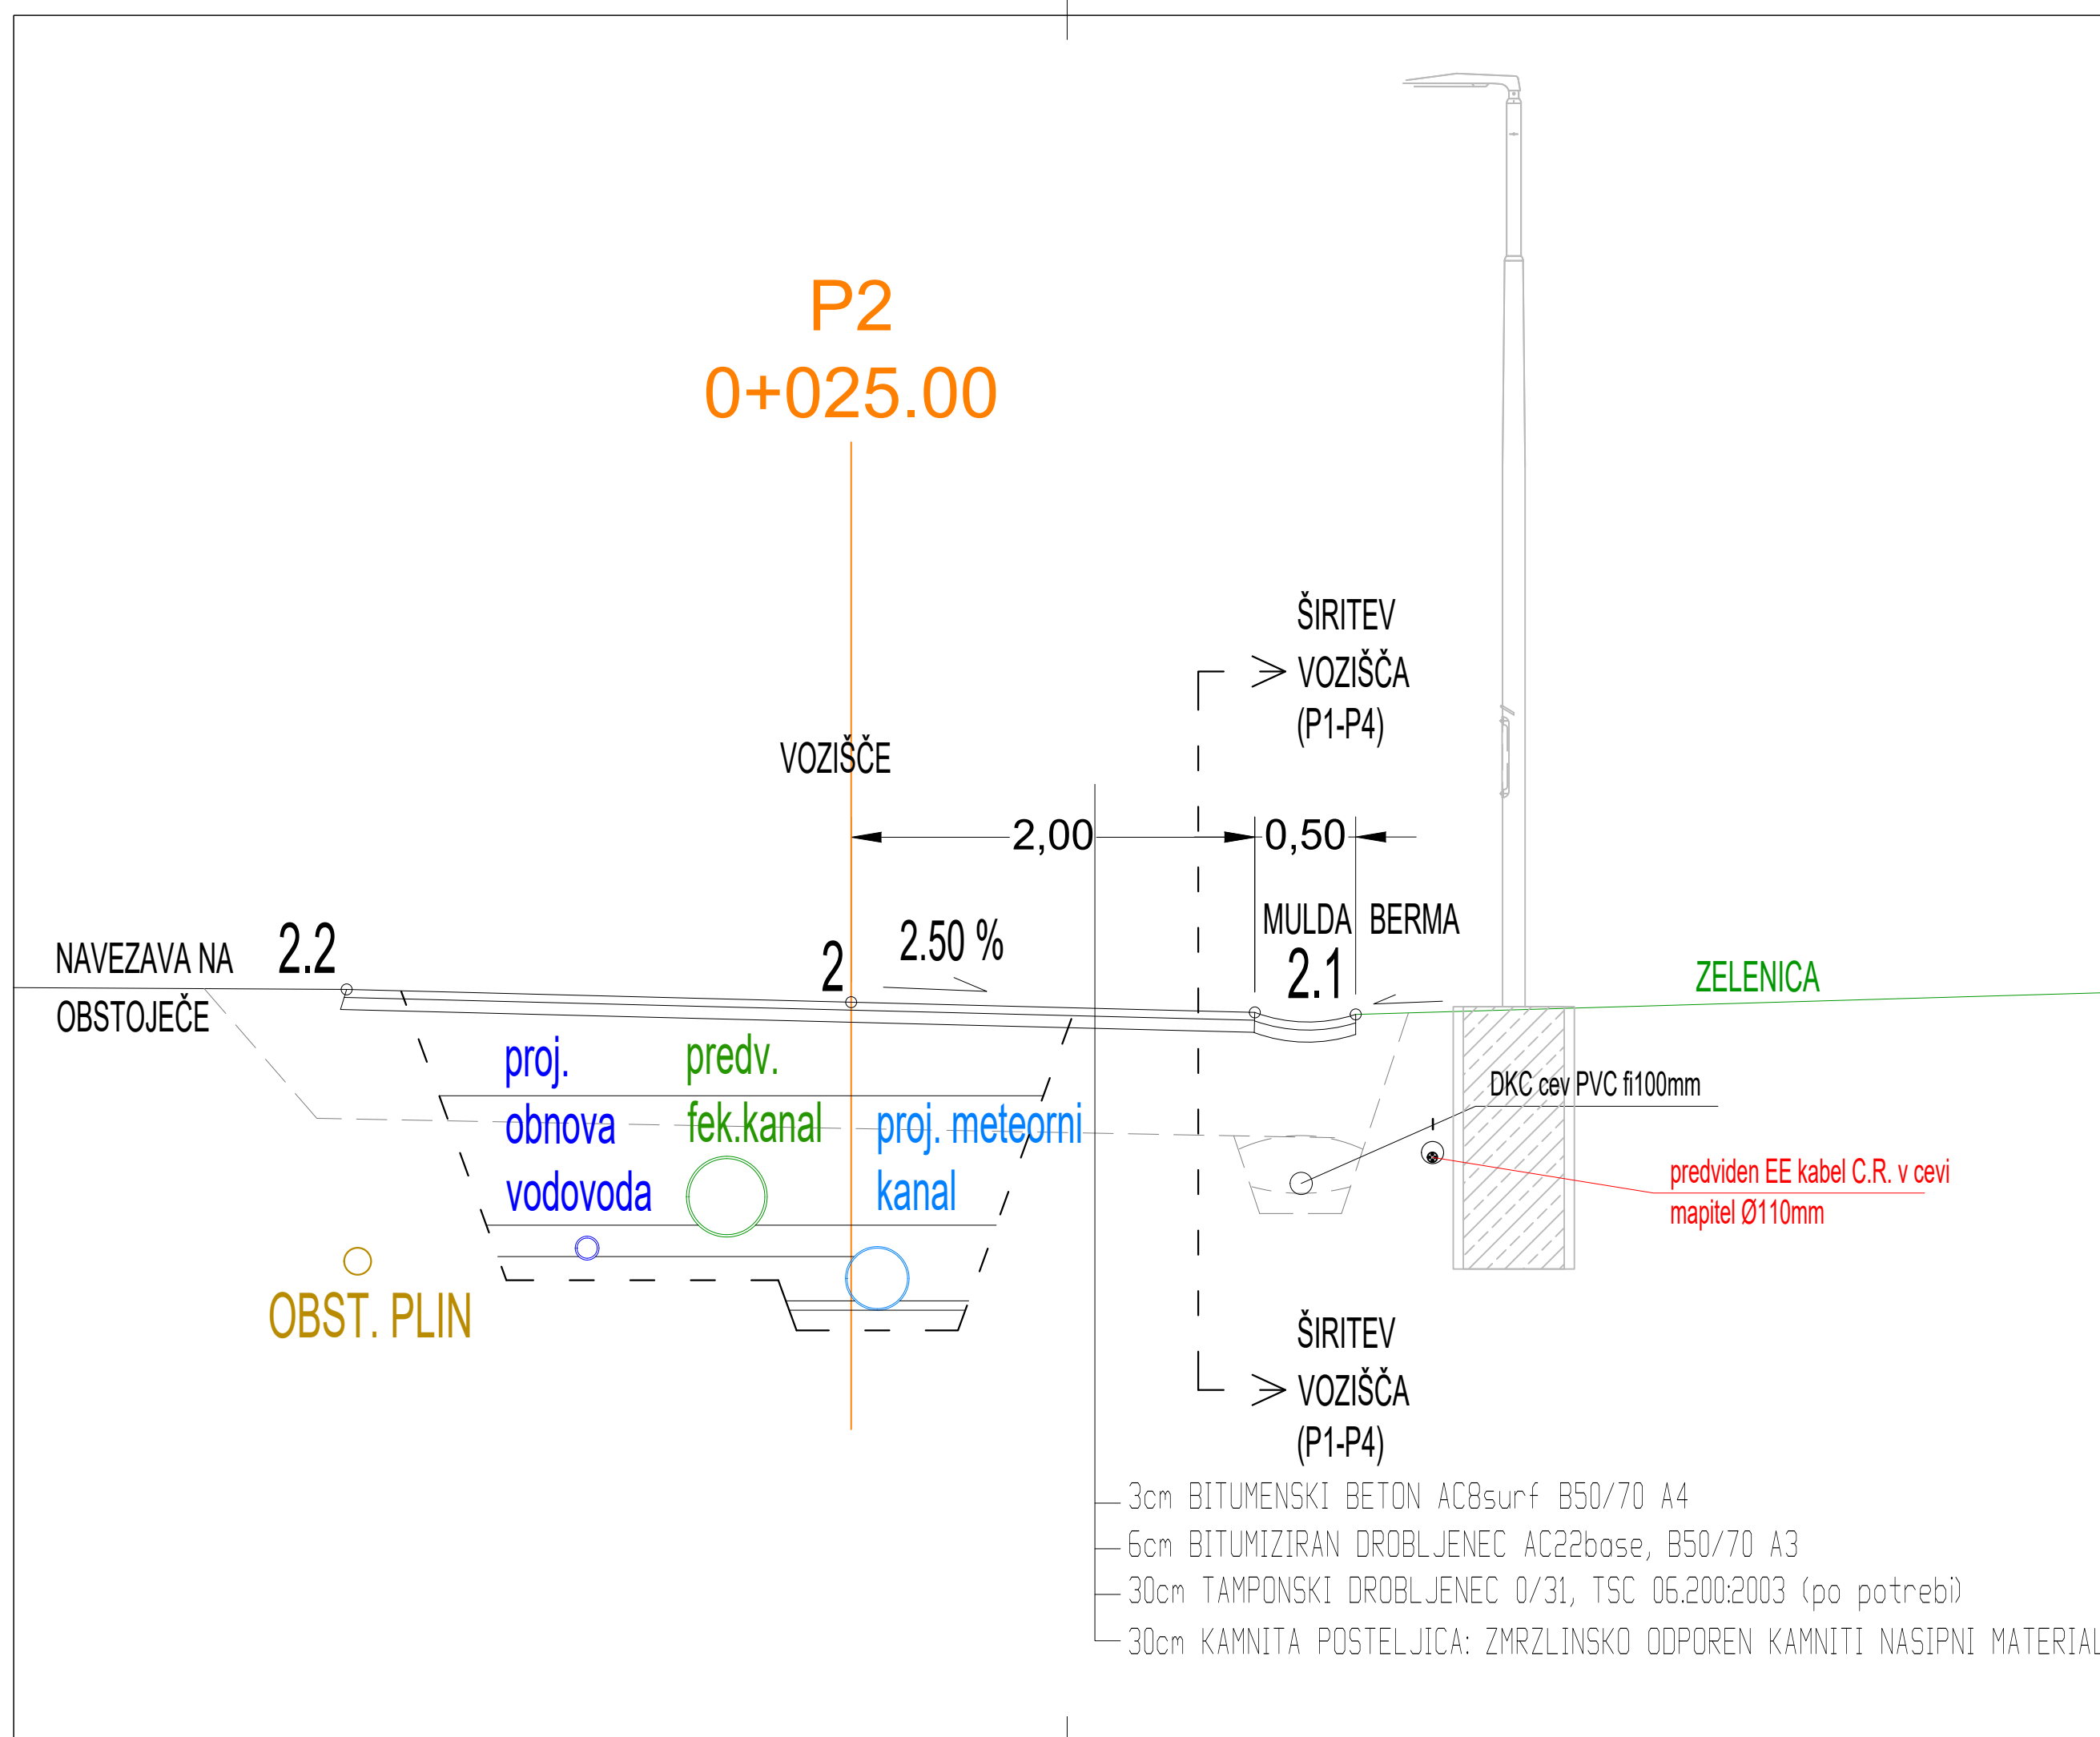 P2
0+025.00
ŠIRITEV
VOZIŠČA
(P1-P4)
VOZIŠČE
2,00
0,50
MULDA
BERMA
2.1
2.50 %
2
2.2
NAVEZAVA NA
OBSTOJEČE
ZELENICA
proj.
obnova
vodovoda
predv.
fek.kanal
proj. meteorni
kanal
DKC cev PVC fi100mm
predviden EE kabel C.R. v cevi
mapitel Ø110mm
OBST. PLIN
ŠIRITEV
VOZIŠČA
(P1-P4)
3cm BITUMENSKI BETON AC8surf B50/70 A4
6cm BITUMIZIRAN DROBLJENEC AC22base, B50/70 A3
30cm TAMPONSKI DROBLJENEC 0/31, TSC 06.200:2003 (po potrebi)
30cm KAMNITA POSTELJICA: ZMRZLINSKO ODPOREN KAMNITI NASIPNI MATERIAL